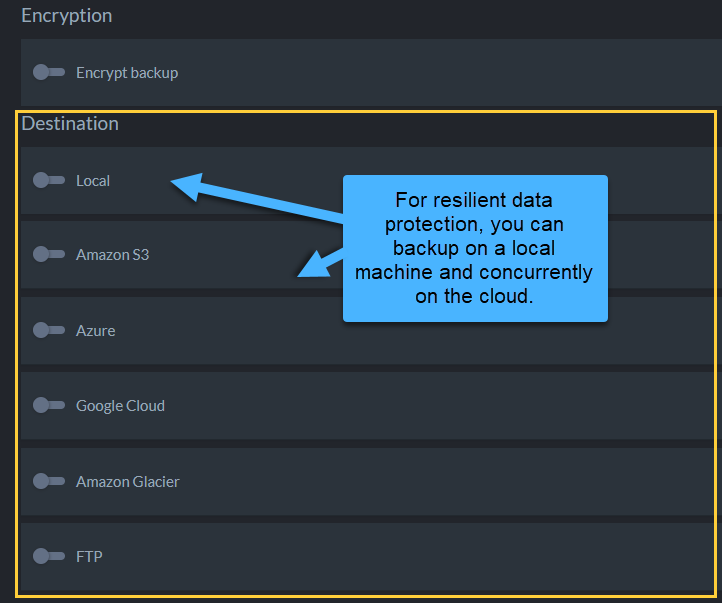 Encryption
Encrypt backup
Destination
Local
For resilient data
protection, you can
backup on a local
machine and concurrently
on the cloud.
Amazon S3
Azure
Google Cloud
Amazon Glacier
FTP